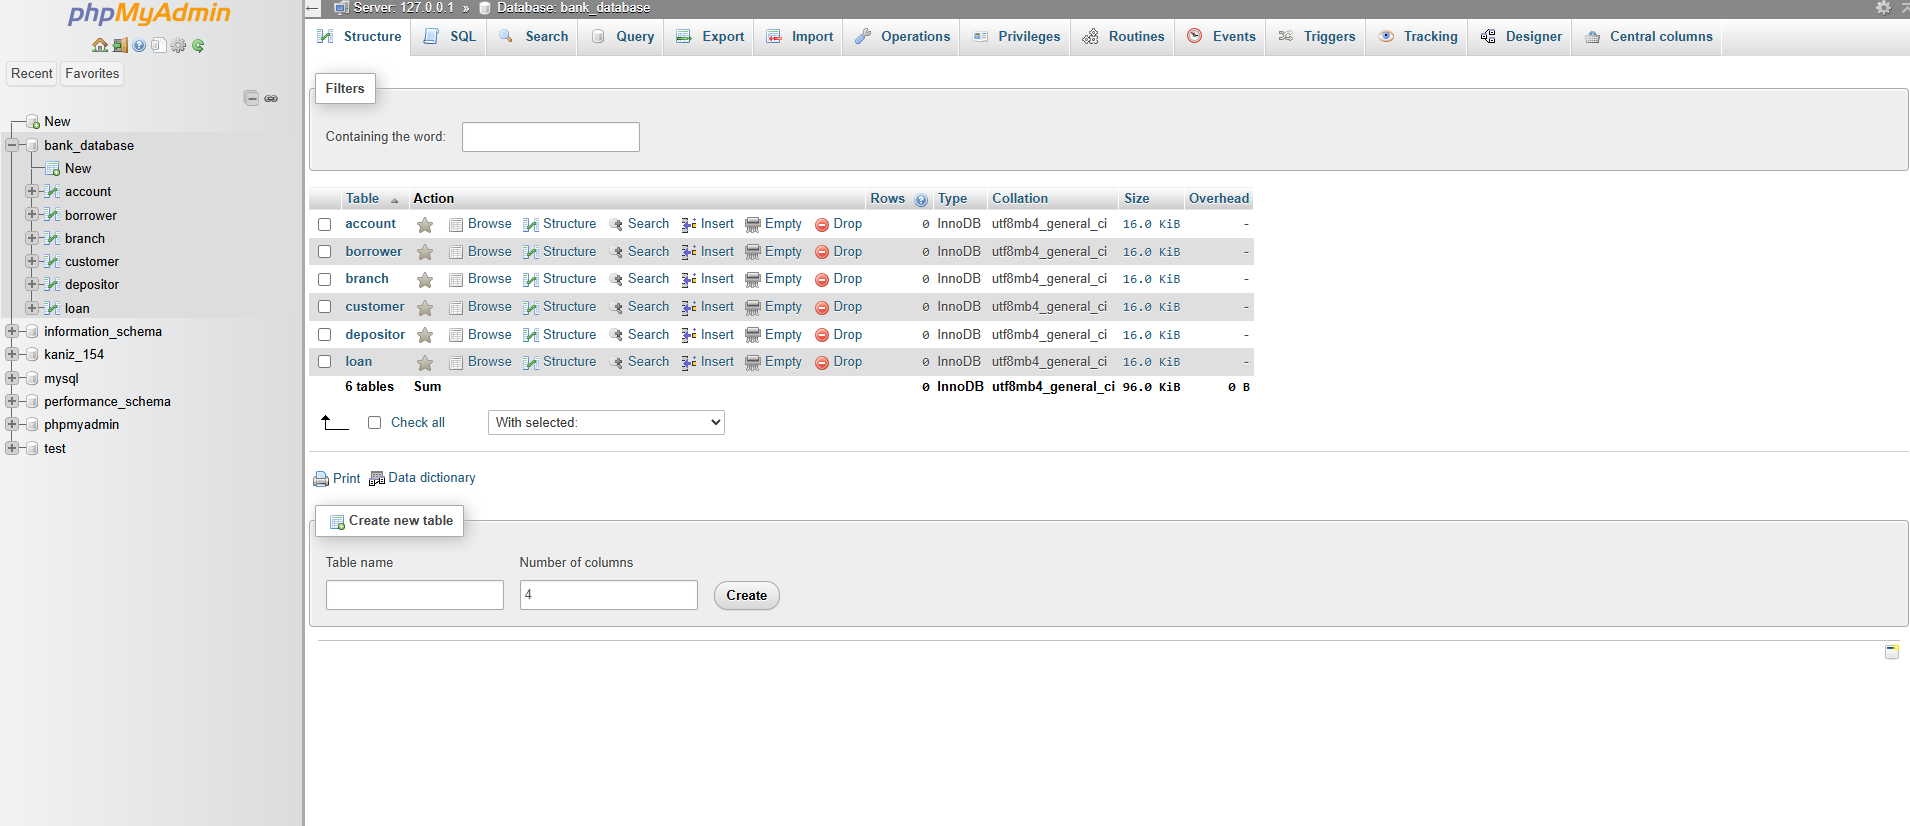 phpMyAdmin
Recent Favorites
New
bank_database
New
account
borrower
branch
customer
depositor
loan
information_schema
kaniz_154
mysql
performance_schema
phpmyadmin
test
Server: 127.0.0.1 » Database: bank_database
Structure SQL Search Query Export Import Operations Privileges Routines Events Triggers Tracking Designer Central columns
Filters
Containing the word:
Table Action Rows Type Collation Size Overhead
account Browse Structure Search Insert Empty Drop 0 InnoDB utf8mb4_general_ci 16.0 KiB -
borrower Browse Structure Search Insert Empty Drop 0 InnoDB utf8mb4_general_ci 16.0 KiB -
branch Browse Structure Search Insert Empty Drop 0 InnoDB utf8mb4_general_ci 16.0 KiB -
customer Browse Structure Search Insert Empty Drop 0 InnoDB utf8mb4_general_ci 16.0 KiB -
depositor Browse Structure Search Insert Empty Drop 0 InnoDB utf8mb4_general_ci 16.0 KiB -
loan Browse Structure Search Insert Empty Drop 0 InnoDB utf8mb4_general_ci 16.0 KiB -
6 tables Sum 0 InnoDB utf8mb4_general_ci 96.0 KiB 0 B
Check all With selected:
Print Data dictionary
Create new table
Table name Number of columns
4 Create